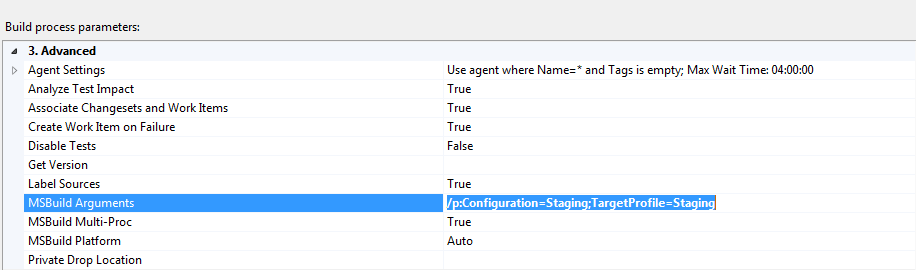 Build process parameters:
3. Advanced
Agent Settings Use agent where Name=* and Tags is empty; Max Wait Time: 04:00:00
Analyze Test Impact True
Associate Changesets and Work Items True
Create Work Item on Failure True
Disable Tests False
Get Version
Label Sources True
MSBuild Arguments /p:Configuration=Staging;TargetProfile=Staging
MSBuild Multi-Proc True
MSBuild Platform Auto
Private Drop Location